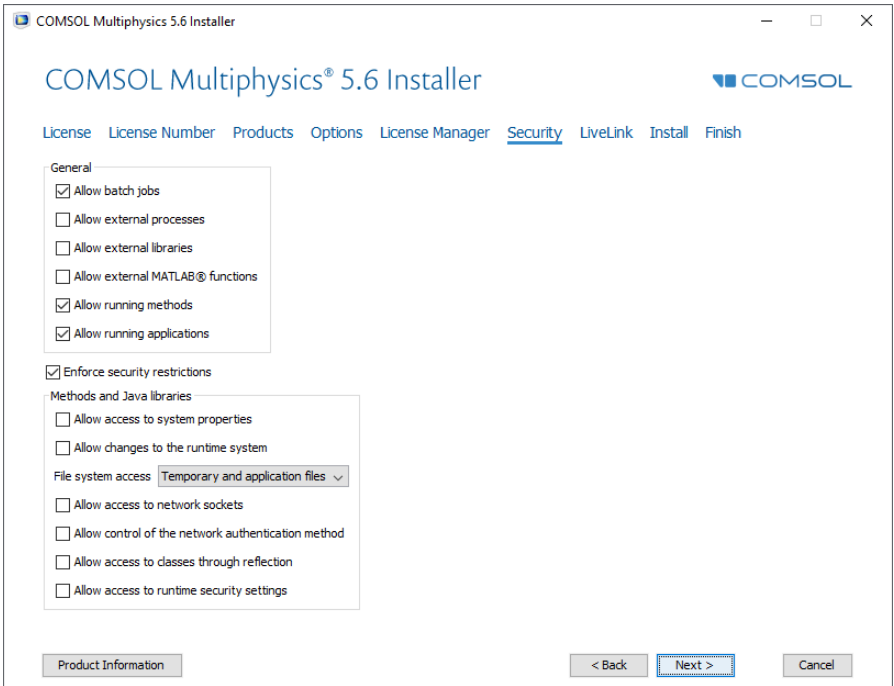 COMSOL Multiphysics 5.6 Installer
COMSOL Multiphysics® 5.6 Installer
COMSOL
License License Number Products Options License Manager Security LiveLink Install Finish
General
Allow batch jobs
Allow external processes
Allow external libraries
Allow external MATLAB® functions
Allow running methods
Allow running applications
Enforce security restrictions
Methods and Java libraries
Allow access to system properties
Allow changes to the runtime system
File system access Temporary and application files
Allow access to network sockets
Allow control of the network authentication method
Allow access to classes through reflection
Allow access to runtime security settings
Product Information < Back Next > Cancel